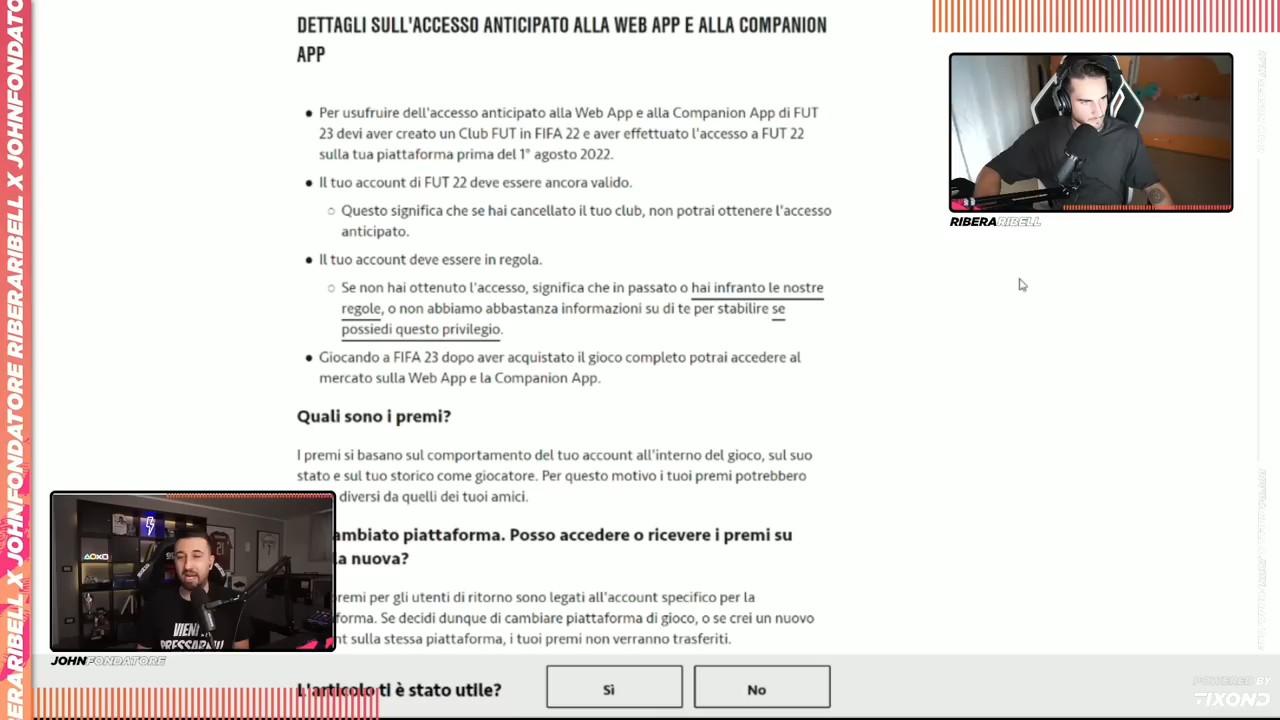 DETTAGLI SULL'ACCESSO ANTICIPATO ALLA WEB APP E ALLA COMPANION
APP
• Per usufruire dell'accesso anticipato alla Web App e alla Companion App di FUT
23 devi aver creato un Club FUT in FIFA 22 e aver effettuato l'accesso a FUT 22
sulla tua piattaforma prima del 1° agosto 2022.
• Il tuo account di FUT 22 deve essere ancora valido.
○ Questo significa che se hai cancellato il tuo club, non potrai ottenere l'accesso
anticipato.
• Il tuo account deve essere in regola.
○ Se non hai ottenuto l'accesso, significa che in passato o hai infranto le nostre
regole, o non abbiamo abbastanza informazioni su di te per stabilire se
possiedi questo privilegio.
• Giocando a FIFA 23 dopo aver acquistato il gioco completo potrai accedere al
mercato sulla Web App e la Companion App.
Quali sono i premi?
I premi si basano sul comportamento del tuo account all'interno del gioco, sul suo
stato e sul tuo storico come giocatore. Per questo motivo i tuoi premi potrebbero
diversi da quelli dei tuoi amici.
ambiato piattaforma. Posso accedere o ricevere i premi su
la nuova?
remi per gli utenti di ritorno sono legati all'account specifico per la
forma. Se decidi dunque di cambiare piattaforma di gioco, o se crei un nuovo
nt sulla stessa piattaforma, i tuoi premi non verranno trasferiti.
L'articolo ti è stato utile?
Sì
No
RIBERARIBELL
JOHNFONDATORE
VIENI
PRESSARMI
21
POWERED BY
TIXOND
ERARIBELL X JOHNFONDATORE RIBERARIBELL X JOHNFONDATO